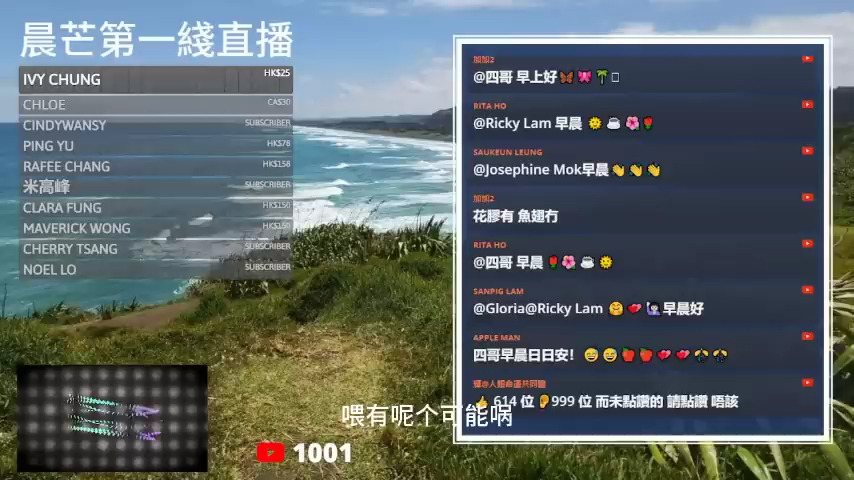 晨芒第一綫直播
IVY CHUNG HK$25
CHLOE CA$30
CINDYWANSY SUBSCRIBER
PING YU HK$78
RAFEE CHANG HK$158
米高峰 SUBSCRIBER
CLARA FUNG HK$150
MAVERICK WONG HK$150
CHERRY TSANG SUBSCRIBER
NOEL LO SUBSCRIBER
加加2
@四哥 早上好🦋🎀🌴
RITA HO
@Ricky Lam 早晨 🌞☕🌸🌹
SAUKEUN LEUNG
@Josephine Mok早晨👏👏👏
加加2
花膠有 魚翅冇
RITA HO
@四哥 早晨🌹🌸☕🌞
SANPIG LAM
@Gloria@Ricky Lam 🤗💕🙋🏻‍♀️早晨好
APPLE MAN
四哥早晨日日安! 😄😄🍎🍎💕💕
👍 614 位 👂999 位 而未點讚的 請點讚 唔該
喂有呢个可能㖞
1001